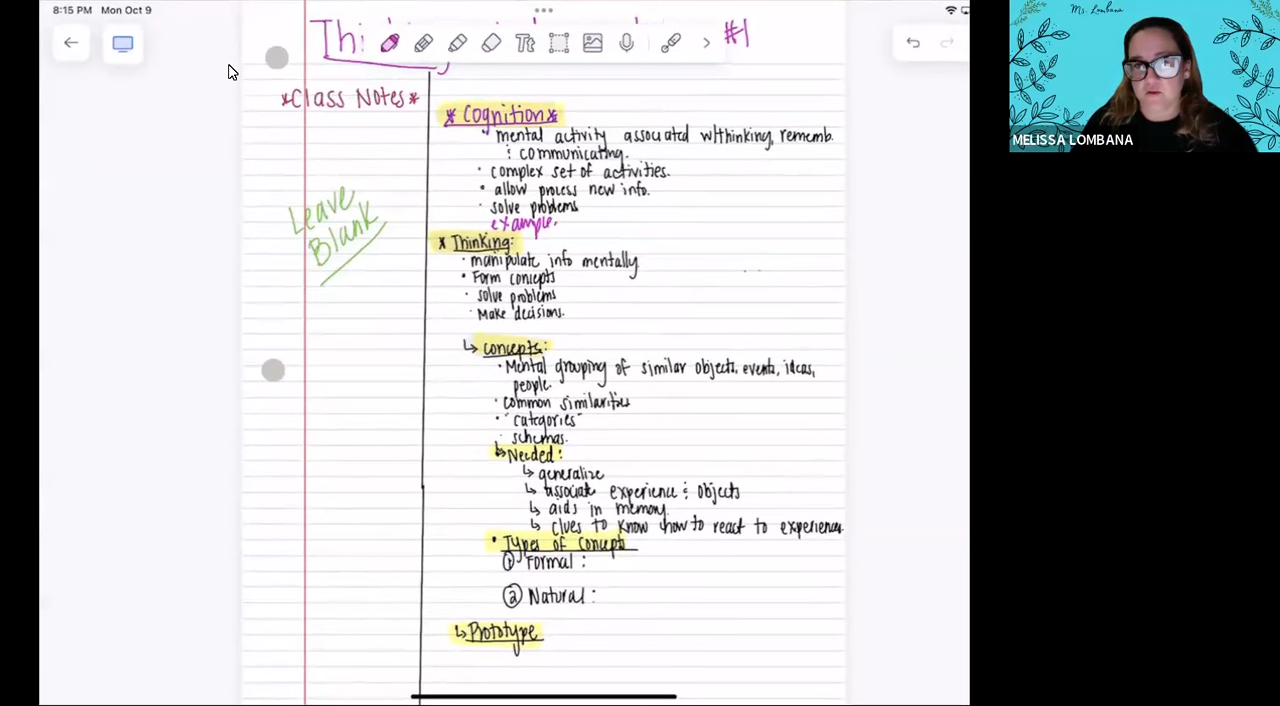 8:15 PM Mon Oct 9
Thi
#1
Tt
Ms. Lombana
MELISSA LOMBANA
*Class Notes*
Leave
Blank
* Cognition*
· mental activity associated w/thinking, rememb.
& communicating.
· complex set of activities.
· allow process new info.
· solve problems
example.
* Thinking:
· manipulate info mentally
· Form concepts
· solve problems
· Make decisions.
↳ concepts:
· Mental grouping of similar objects, events, ideas,
people.
· common similarities
· "categories"
· schemas.
↳ Needed:
↳ generalize
↳ associate experience & objects
↳ aids in memory
↳ clues to know how to react to experiences
· Types of concepts
① Formal :
② Natural :
↳ Prototype